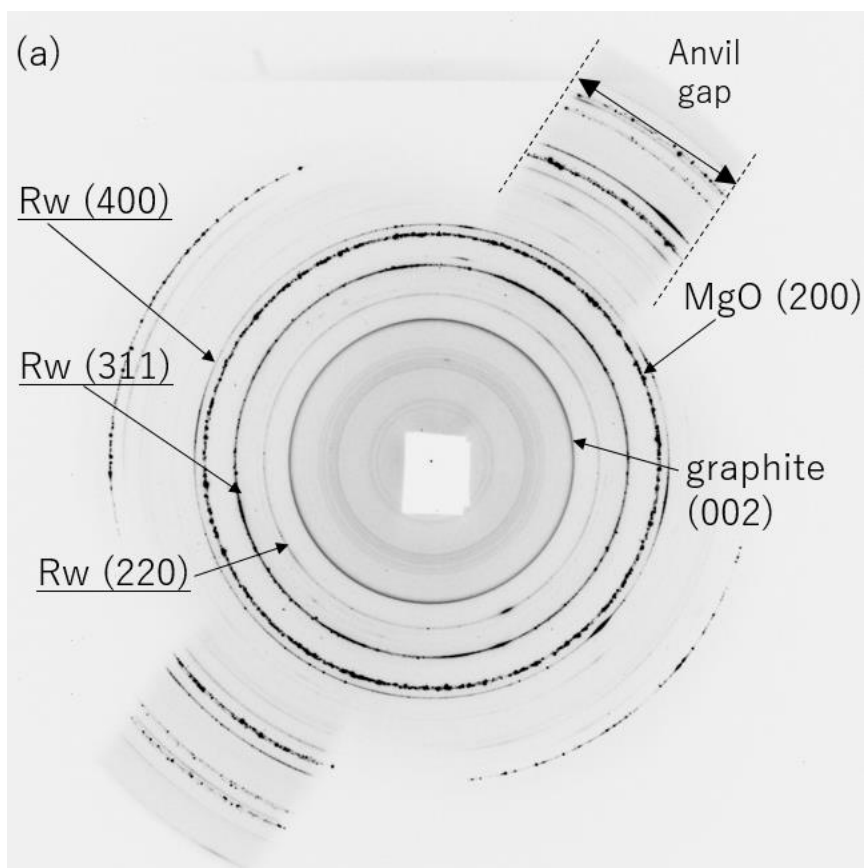 (a)
Anvil
gap
Rw (400)
MgO (200)
Rw (311)
graphite
(002)
Rw (220)